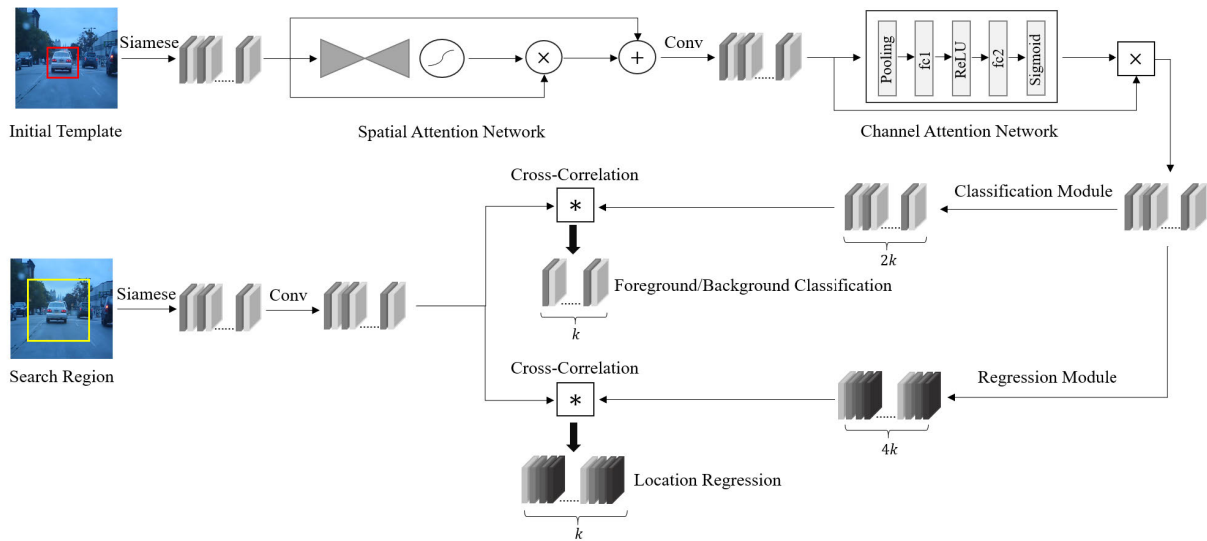 Siamese
Conv
Pooling
fc1
ReLU
fc2
Sigmoid
Initial Template
Spatial Attention Network
Channel Attention Network
Cross-Correlation
Classification Module
2k
Siamese
Conv
Foreground/Background Classification
k
Search Region
Cross-Correlation
Regression Module
4k
Location Regression
k